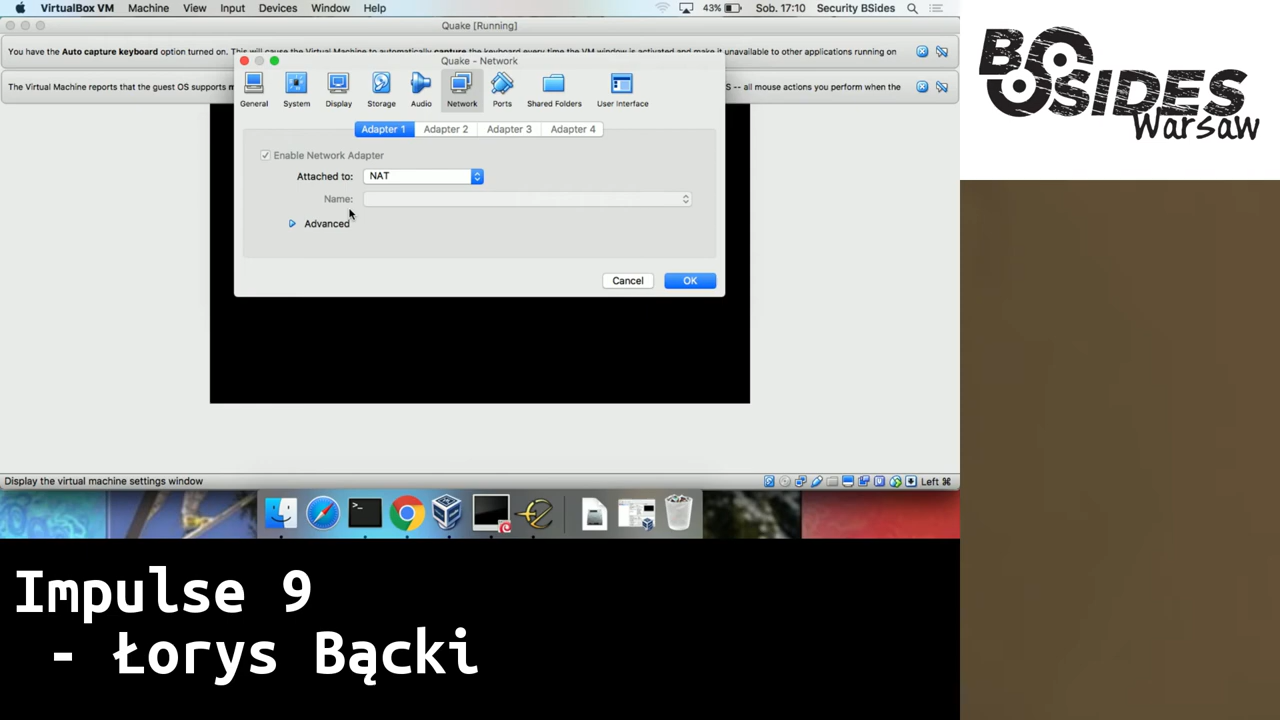 VirtualBox VM Machine View Input Devices Window Help 43% Sob. 17:10 Security BSides
Quake [Running]
You have the Auto capture keyboard option turned on. This will cause the Virtual Machine to automatically capture the keyboard every time the VM window is activated and make it unavailable to other applications running on
The Virtual Machine reports that the guest OS supports m
S -- all mouse actions you perform when the
Quake - Network
General System Display Storage Audio Network Ports Shared Folders User Interface
Adapter 1 Adapter 2 Adapter 3 Adapter 4
Enable Network Adapter
Attached to: NAT
Name:
Advanced
Cancel OK
Display the virtual machine settings window
Left ⌘
BSIDES
Warsaw
Impulse 9
- Łorys Bącki